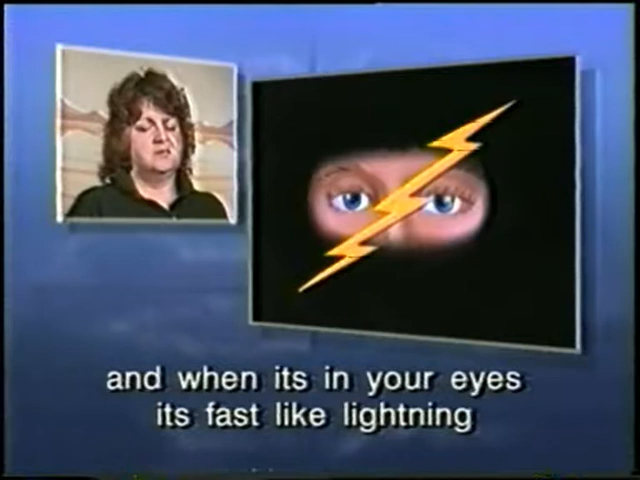 and when its in your eyes
its fast like lightning